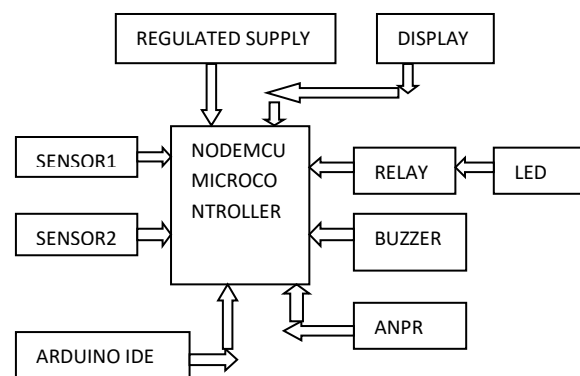 REGULATED SUPPLY
DISPLAY
NODEMCU
MICROCO
NTROLLER
SENSOR1
RELAY
LED
SENSOR2
BUZZER
ANPR
ARDUINO IDE